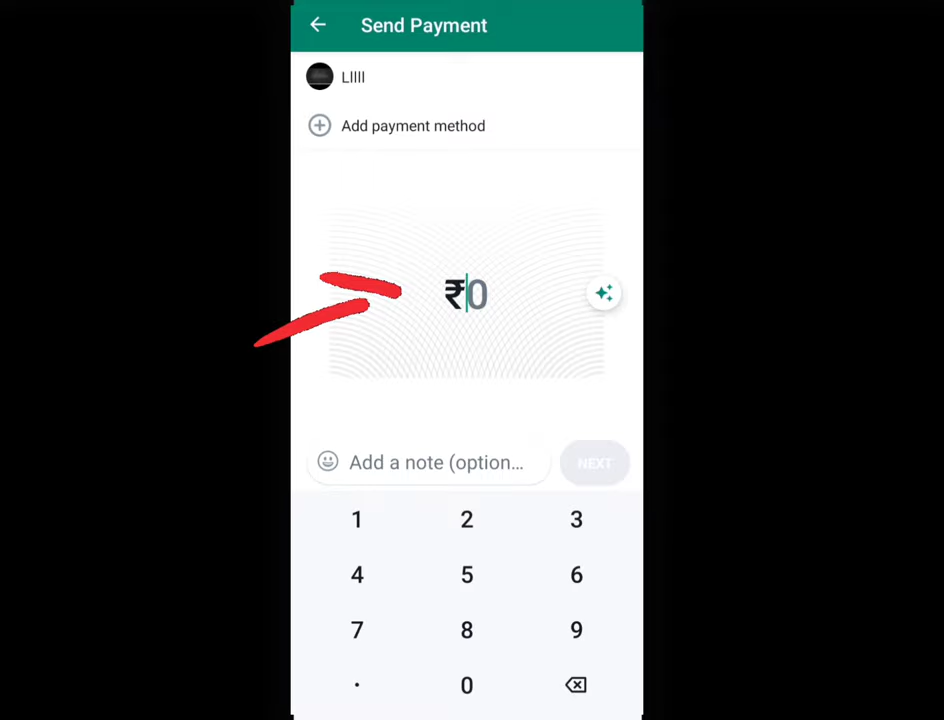 Send Payment
LIIII
Add payment method
₹0
Add a note (option...
NEXT
1 2 3
4 5 6
7 8 9
. 0